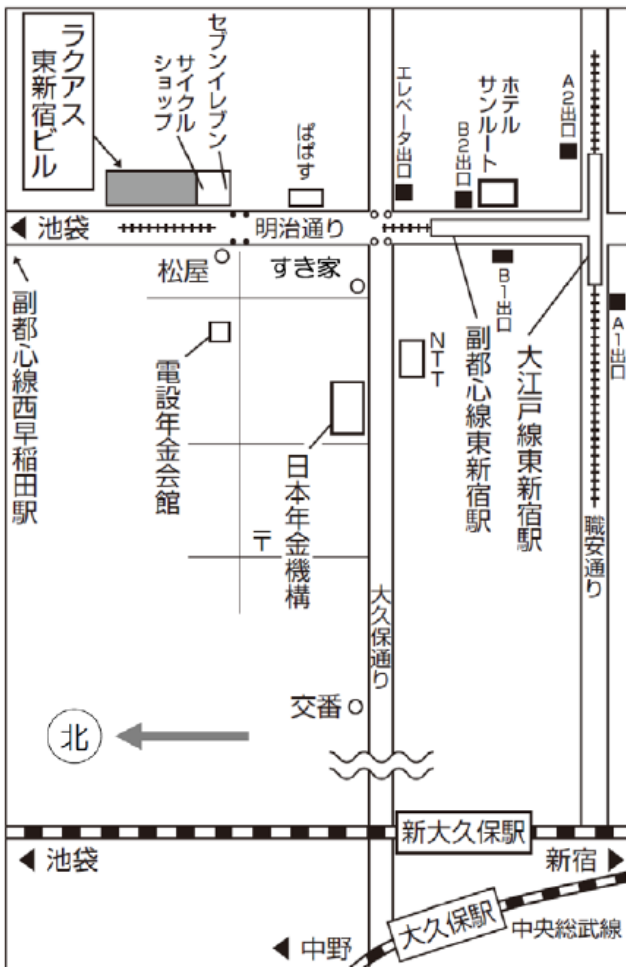 ラクアス
東新宿ビル
サイクル
ショップ
セブンイレブン
ぱぱす
エレベータ出口
B2出口
ホテル
サンルート
A2出口
◀ 池袋
明治通り
松屋
すき家
B1出口
A1出口
副都心線西早稲田駅
電設年金会館
NTT
副都心線東新宿駅
大江戸線東新宿駅
日本年金機構
〒
職安通り
大久保通り
交番
北
新大久保駅
◀ 池袋
新宿 ▶
大久保駅
中央総武線
◀ 中野